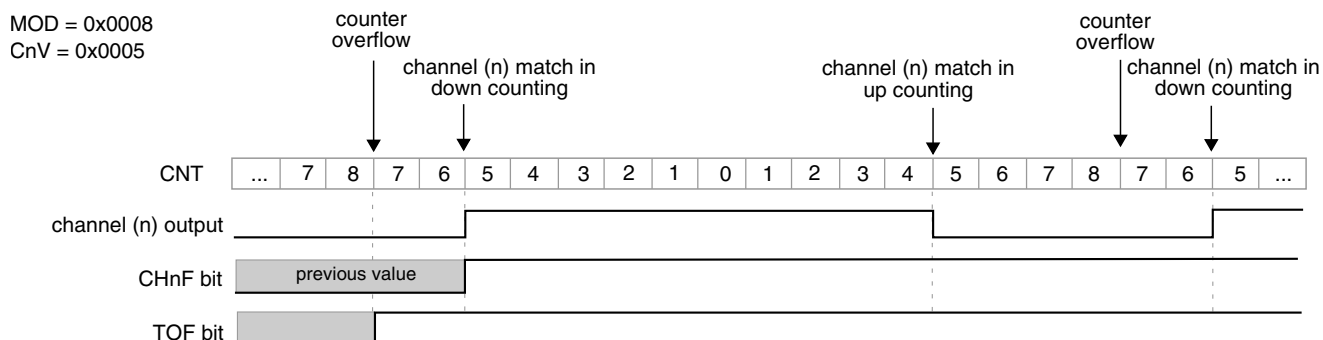 MOD = 0x0008
CnV = 0x0005
counter
overflow
channel (n) match in
down counting
channel (n) match in
up counting
counter
overflow
channel (n) match in
down counting
CNT ... 7 8 7 6 5 4 3 2 1 0 1 2 3 4 5 6 7 8 7 6 5 ...
channel (n) output
CHnF bit previous value
TOF bit